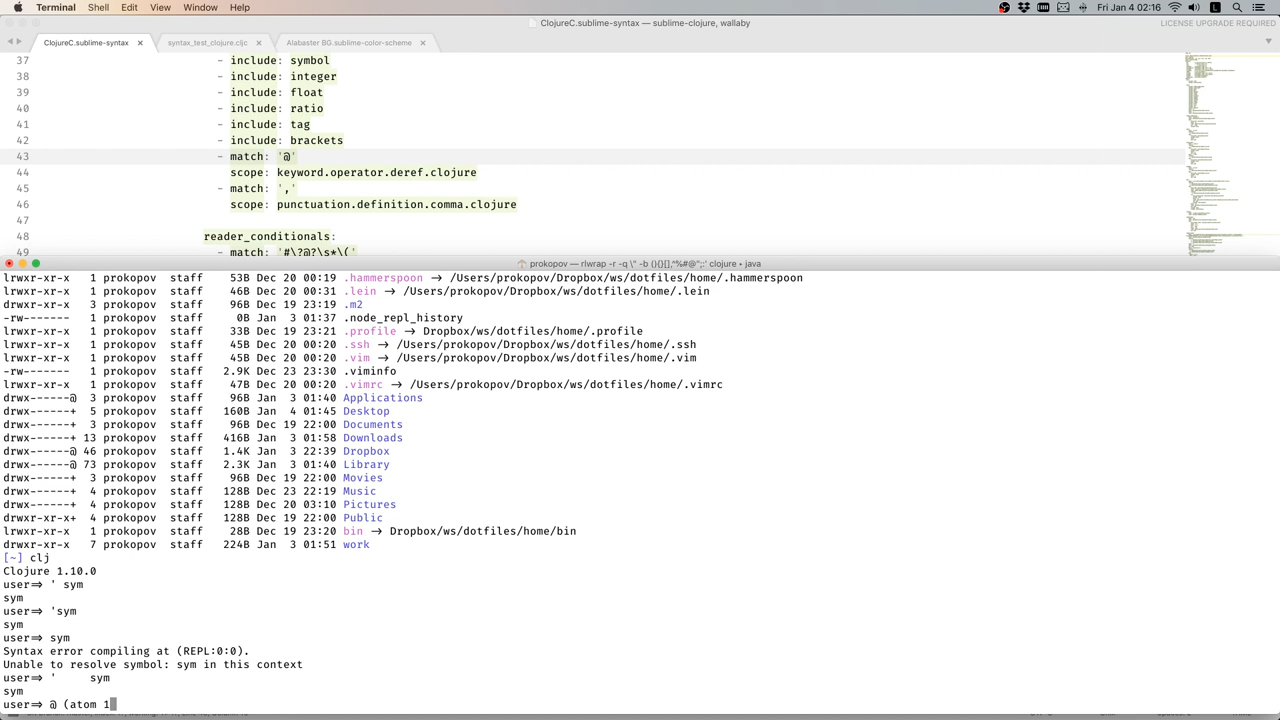 Terminal Shell Edit View Window Help Fri Jan 4 02:16
ClojureC.sublime-syntax — sublime-clojure, wallaby LICENSE UPGRADE REQUIRED
ClojureC.sublime-syntax × syntax_test_clojure.cljc × Alabaster BG.sublime-color-scheme ×
37 - include: symbol
38 - include: integer
39 - include: float
40 - include: ratio
41 - include: tag
42 - include:
43 - match: '@'
44
45 - match: ','
46 scope: punctuation.definition.comma.clojure
47
48
prokopov — rlwrap -r -q \" -b (){}[],^%#@";:' clojure • java
lrwxr-xr-x 1 prokopov staff 53B Dec 20 00:19 .hammerspoon → /Users/prokopov/Dropbox/ws/dotfiles/home/.hammerspoon
lrwxr-xr-x 1 prokopov staff 46B Dec 20 00:31 .lein → /Users/prokopov/Dropbox/ws/dotfiles/home/.lein
drwxr-xr-x 3 prokopov staff 96B Dec 19 23:19 .m2
-rw------- 1 prokopov staff 0B Jan 3 01:37 .node_repl_history
lrwxr-xr-x 1 prokopov staff 33B Dec 19 23:21 .profile → Dropbox/ws/dotfiles/home/.profile
lrwxr-xr-x 1 prokopov staff 45B Dec 20 00:20 .ssh → /Users/prokopov/Dropbox/ws/dotfiles/home/.ssh
lrwxr-xr-x 1 prokopov staff 45B Dec 20 00:20 .vim → /Users/prokopov/Dropbox/ws/dotfiles/home/.vim
-rw------- 1 prokopov staff 2.9K Dec 23 23:30 .viminfo
lrwxr-xr-x 1 prokopov staff 47B Dec 20 00:20 .vimrc → /Users/prokopov/Dropbox/ws/dotfiles/home/.vimrc
drwx------@ 3 prokopov staff 96B Jan 3 01:40 Applications
drwx------+ 5 prokopov staff 160B Jan 4 01:45 Desktop
drwx------+ 3 prokopov staff 96B Dec 19 22:00 Documents
drwx------+ 13 prokopov staff 416B Jan 3 01:58 Downloads
drwx------@ 46 prokopov staff 1.4K Jan 3 22:39 Dropbox
drwx------@ 73 prokopov staff 2.3K Jan 3 01:40 Library
drwx------+ 3 prokopov staff 96B Dec 19 22:00 Movies
drwx------+ 4 prokopov staff 128B Dec 23 22:19 Music
drwx------+ 4 prokopov staff 128B Dec 20 03:10 Pictures
drwxr-xr-x+ 4 prokopov staff 128B Dec 19 22:00 Public
lrwxr-xr-x 1 prokopov staff 28B Dec 19 23:20 bin → Dropbox/ws/dotfiles/home/bin
drwxr-xr-x 7 prokopov staff 224B Jan 3 01:51 work
[~] clj
Clojure 1.10.0
user=> ' sym
sym
user=> 'sym
sym
user=> sym
Syntax error compiling at (REPL:0:0).
Unable to resolve symbol: sym in this context
user=> '     sym
sym
user=> @ (atom 1